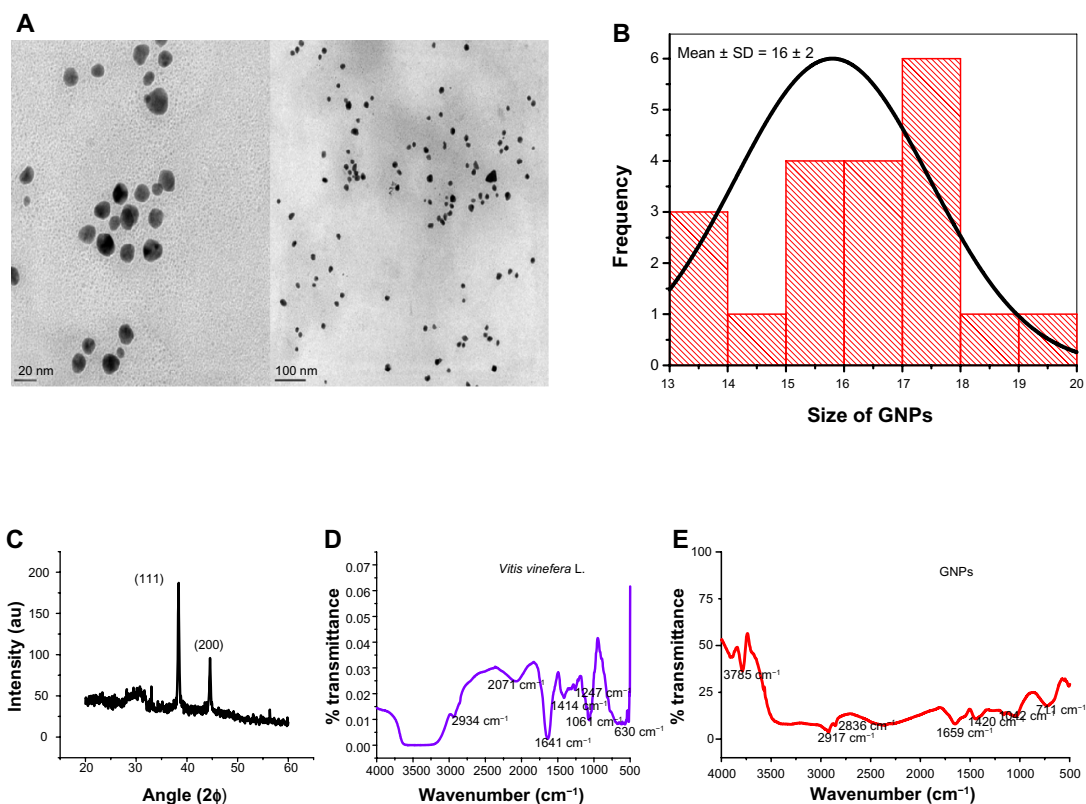 A
20 nm
100 nm
B
Mean ± SD = 16 ± 2
Frequency
6
5
4
3
2
1
0
13 14 15 16 17 18 19 20
Size of GNPs
C
Intensity (au)
200
150
100
50
0
(111)
(200)
20 30 40 50 60
Angle (2ϕ)
D
% transmittance
Vitis vinefera L.
0.07
0.06
0.05
0.04
0.03
0.02
0.01
0.00
2071 cm⁻¹
1247 cm⁻¹
1414 cm⁻¹
2934 cm⁻¹
1061 cm⁻¹
1641 cm⁻¹
630 cm⁻¹
4000 3500 3000 2500 2000 1500 1000 500
Wavenumber (cm⁻¹)
E
% transmittance
GNPs
100
75
50
25
0
3785 cm⁻¹
2836 cm⁻¹
2917 cm⁻¹
1659 cm⁻¹
1420 cm⁻¹
711 cm⁻¹
4000 3500 3000 2500 2000 1500 1000 500
Wavenumber (cm⁻¹)